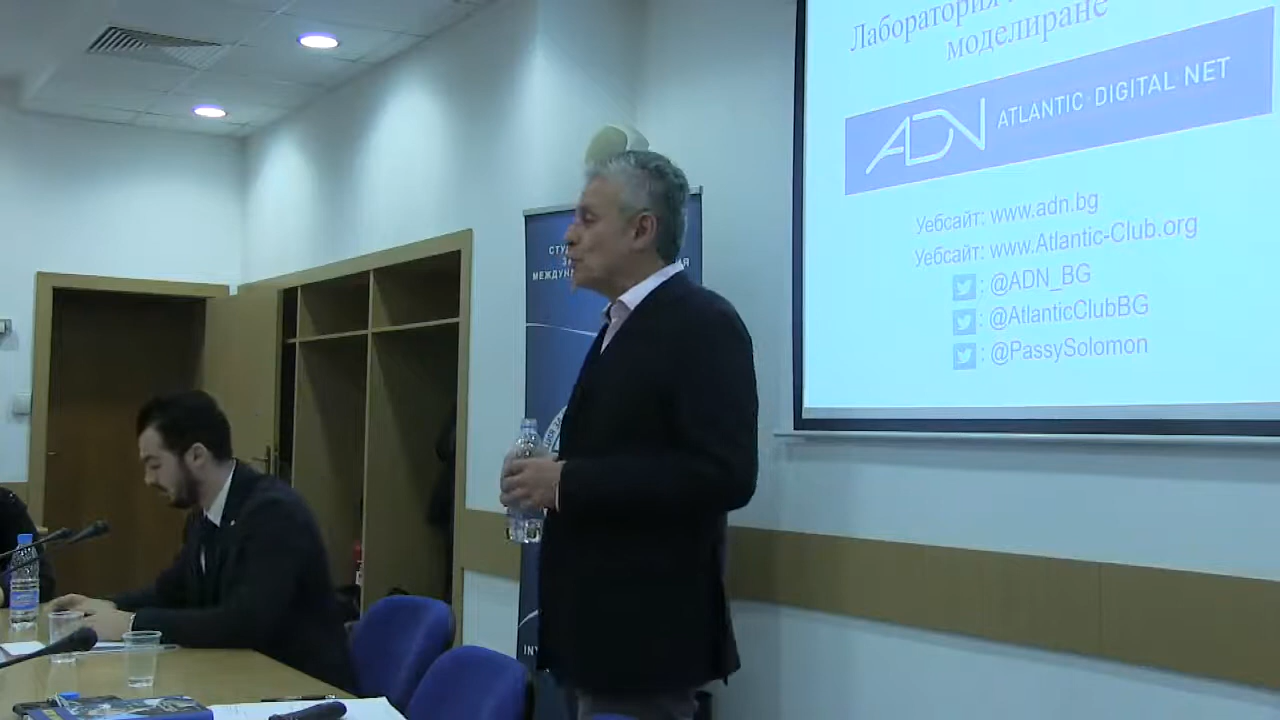 Лаборатория
моделиране
ADN ATLANTIC DIGITAL NET
Уебсайт: www.adn.bg
Уебсайт: www.Atlantic-Club.org
: @ADN_BG
: @AtlanticClubBG
: @PassySolomon